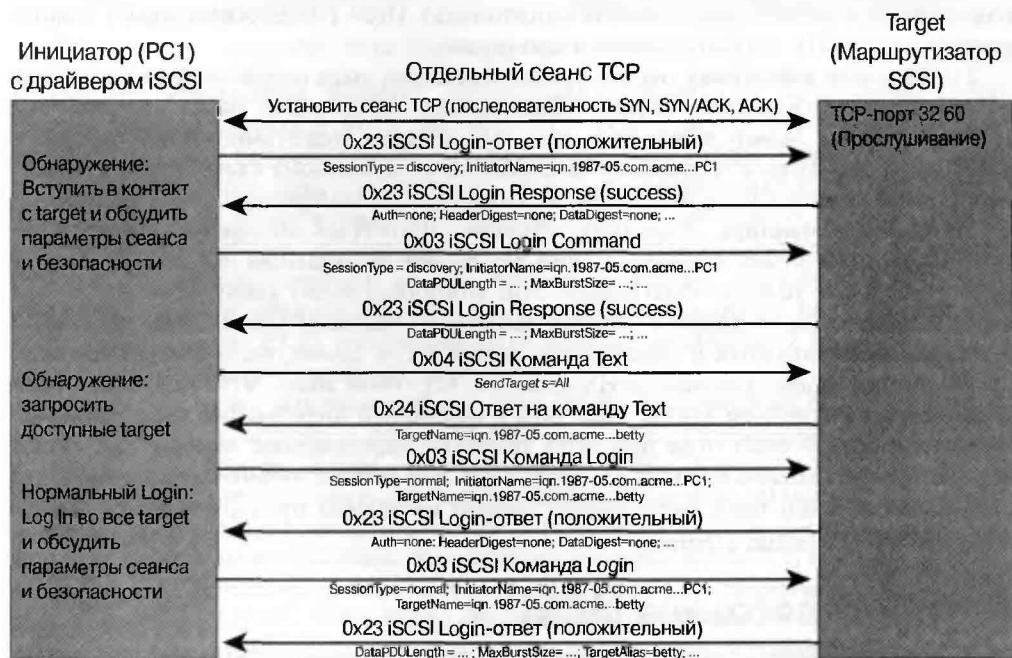 Инициатор (PC1)
с драйвером iSCSI
Отдельный сеанс TCP
Target
(Маршрутизатор
SCSI)
Установить сеанс TCP (последовательность SYN, SYN/ACK, ACK)
TCP-порт 32 60
(Прослушивание)
0x23 iSCSI Login-ответ (положительный)
SessionType = discovery; InitiatorName=iqn.1987-05.com.acme...PC1
Обнаружение:
Вступить в контакт
с target и обсудить
параметры сеанса
и безопасности
0x23 iSCSI Login Response (success)
Auth=none; HeaderDigest=none; DataDigest=none; ...
0x03 iSCSI Login Command
SessionType = discovery; InitiatorName=iqn.1987-05.com.acme...PC1
DataPDULength = ... ; MaxBurstSize= ...; ...
0x23 iSCSI Login Response (success)
DataPDULength = ... ; MaxBurstSize= ...; ...
0x04 iSCSI Команда Text
SendTarget s=All
Обнаружение:
запросить
доступные target
0x24 iSCSI Ответ на команду Text
TargetName=iqn.1987-05.com.acme...betty
0x03 iSCSI Команда Login
SessionType=normal; InitiatorName=iqn.1987-05.com.acme...PC1;
TargetName=iqn.1987-05.com.acme...betty
Нормальный Login:
Log In во все target
и обсудить
параметры сеанса
и безопасности
0x23 iSCSI Login-ответ (положительный)
Auth=none: HeaderDigest=none; DataDigest=none; ...
0x03 iSCSI Команда Login
SessionType=normal; InitiatorName=iqn.1987-05.com.acme...PC1;
TargetName=iqn.1987-05.com.acme...betty
0x23 iSCSI Login-ответ (положительный)
DataPDULength = ... ; MaxBurstSize= ...; TargetAlias=betty; ...